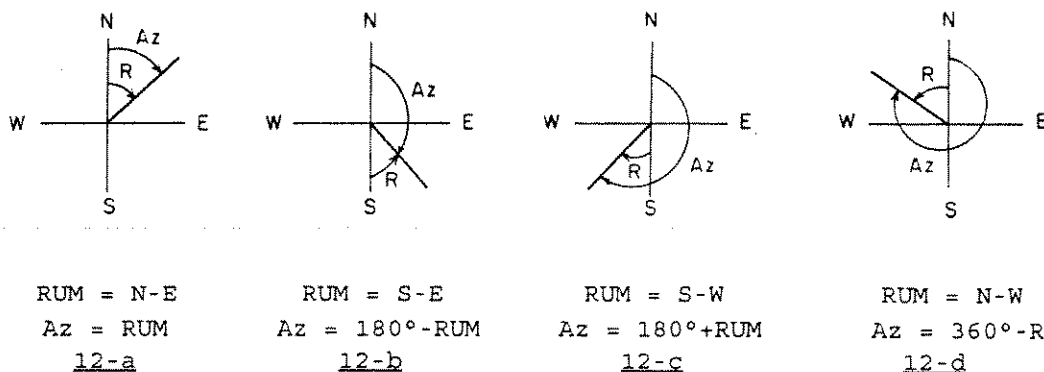 N
Az
R
W
E
S
N
Az
W
E
R
S
N
W
E
R
Az
S
N
R
W
E
Az
S
RUM = N-E
Az = RUM
12-a
RUM = S-E
Az = 180°-RUM
12-b
RUM = S-W
Az = 180°+RUM
12-c
RUM = N-W
Az = 360°-R
12-d